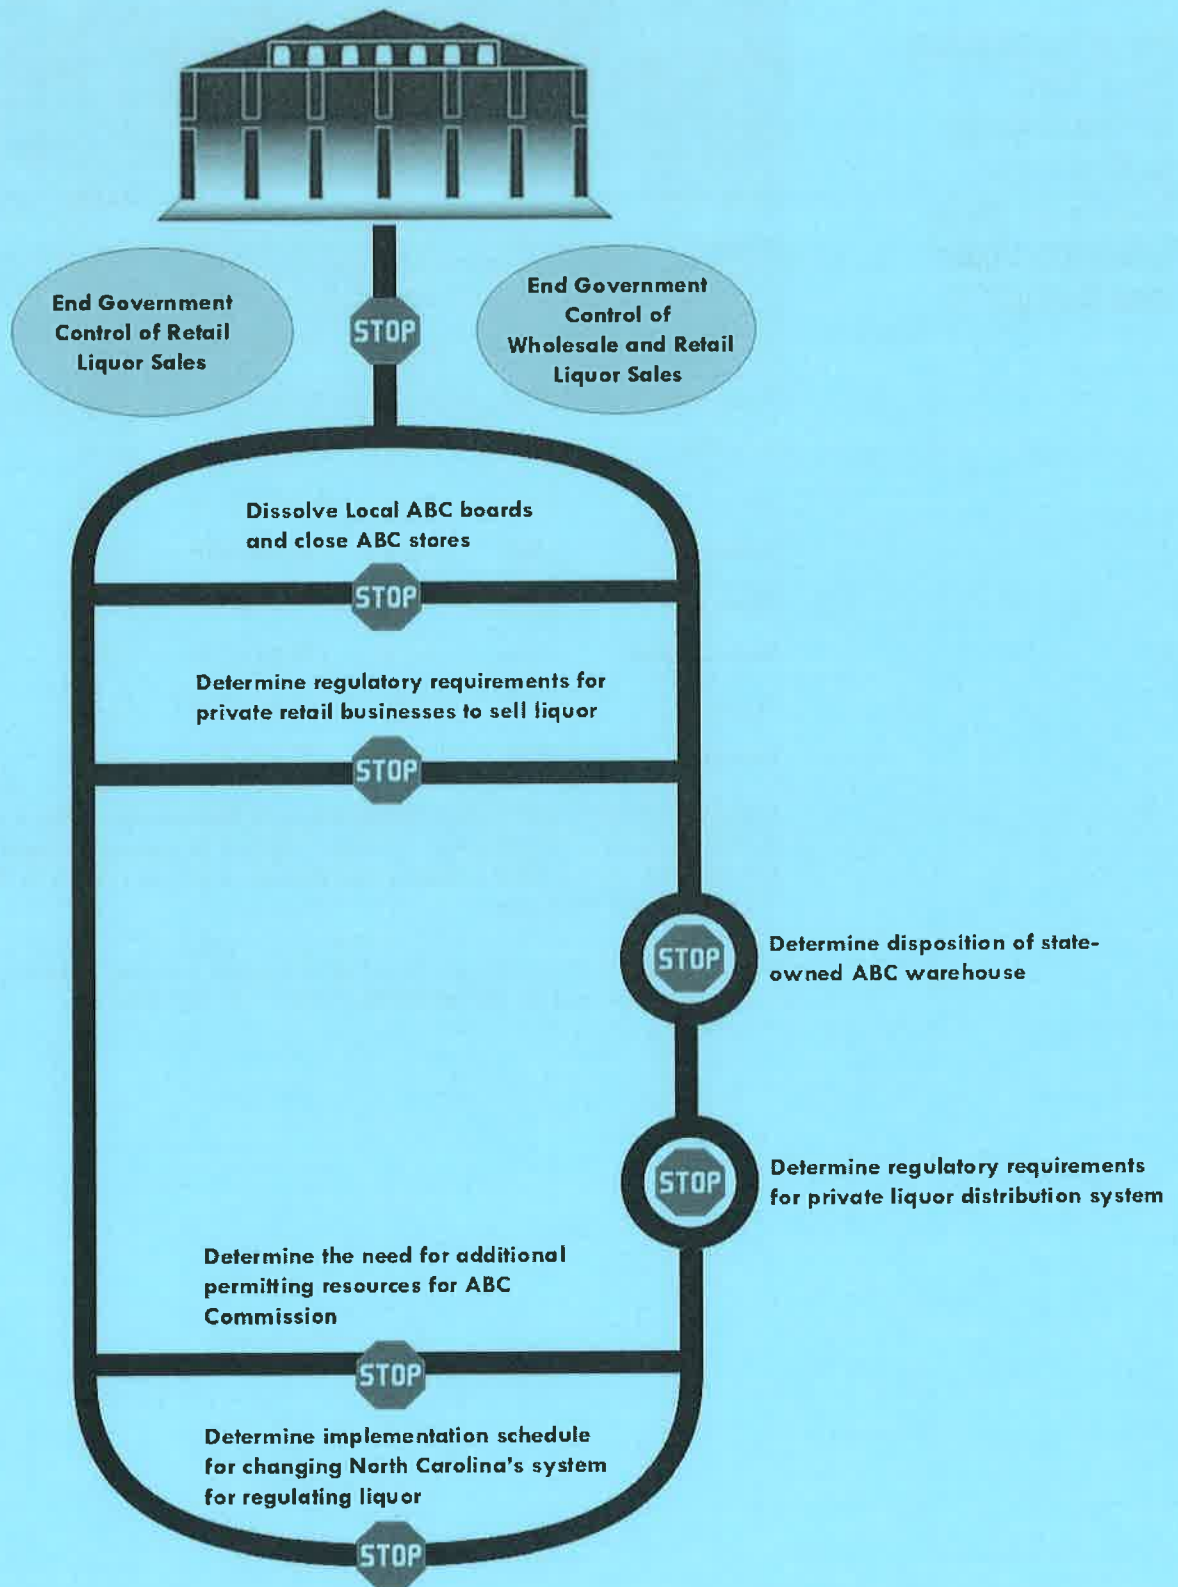 End Government
Control of Retail
Liquor Sales
STOP
End Government
Control of
Wholesale and Retail
Liquor Sales
Dissolve Local ABC boards
and close ABC stores
STOP
Determine regulatory requirements for
private retail businesses to sell liquor
STOP
STOP
Determine disposition of state-
owned ABC warehouse
STOP
Determine regulatory requirements
for private liquor distribution system
Determine the need for additional
permitting resources for ABC
Commission
STOP
Determine implementation schedule
for changing North Carolina's system
for regulating liquor
STOP